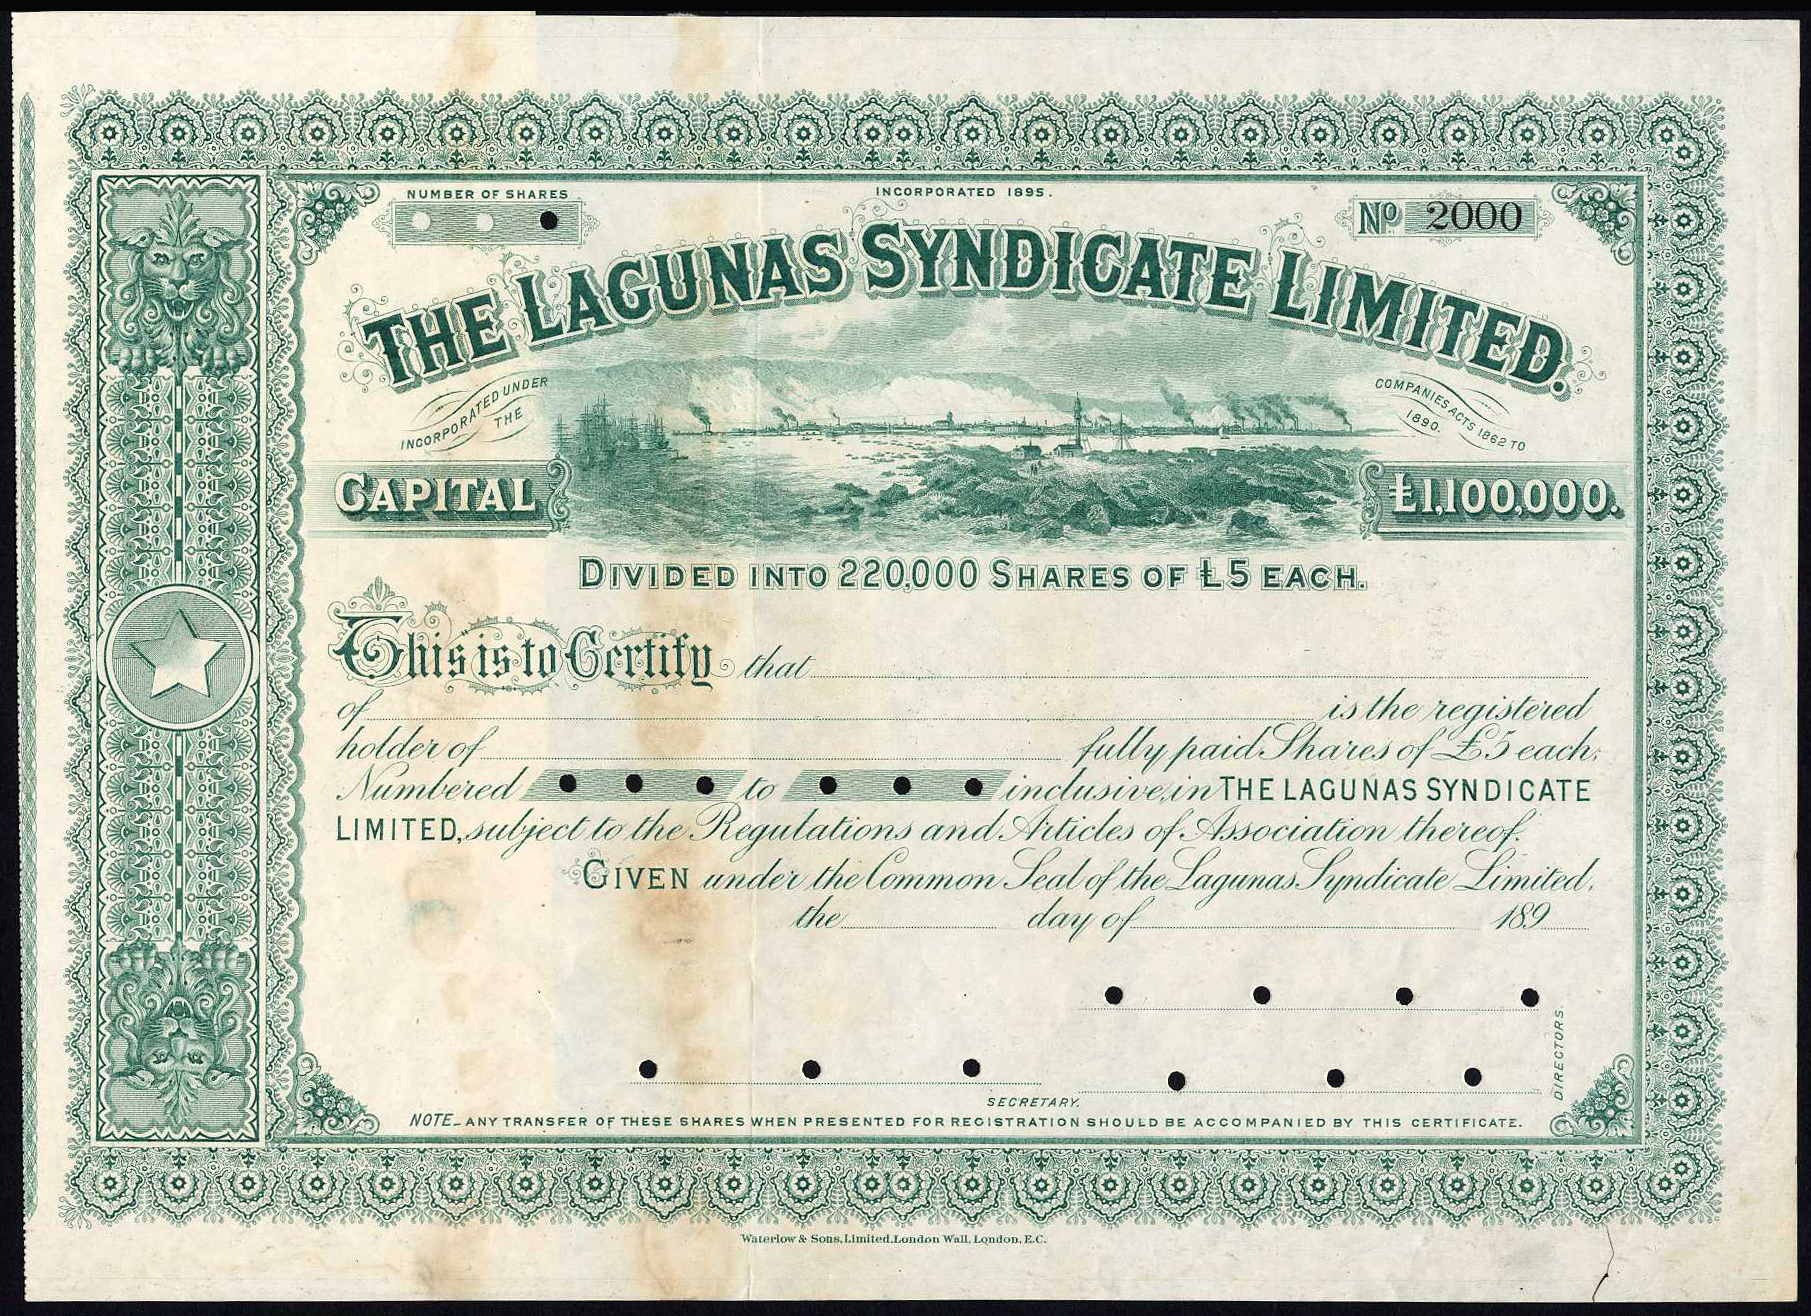 NUMBER OF SHARES
INCORPORATED 1895.
No 2000
THE LAGUNAS SYNDICATE LIMITED.
INCORPORATED UNDER THE
COMPANIES ACTS 1862 TO 1890.
CAPITAL £1,100,000.
DIVIDED INTO 220,000 SHARES OF £5 EACH.
This is to Certify that
of is the registered
holder of fully paid Shares of £5 each,
Numbered to inclusive, in THE LAGUNAS SYNDICATE
LIMITED, subject to the Regulations and Articles of Association thereof.
GIVEN under the Common Seal of the Lagunas Syndicate Limited,
the day of 189
DIRECTORS.
SECRETARY.
NOTE_ ANY TRANSFER OF THESE SHARES WHEN PRESENTED FOR REGISTRATION SHOULD BE ACCOMPANIED BY THIS CERTIFICATE.
Waterlow & Sons, Limited, London Wall, London, E.C.